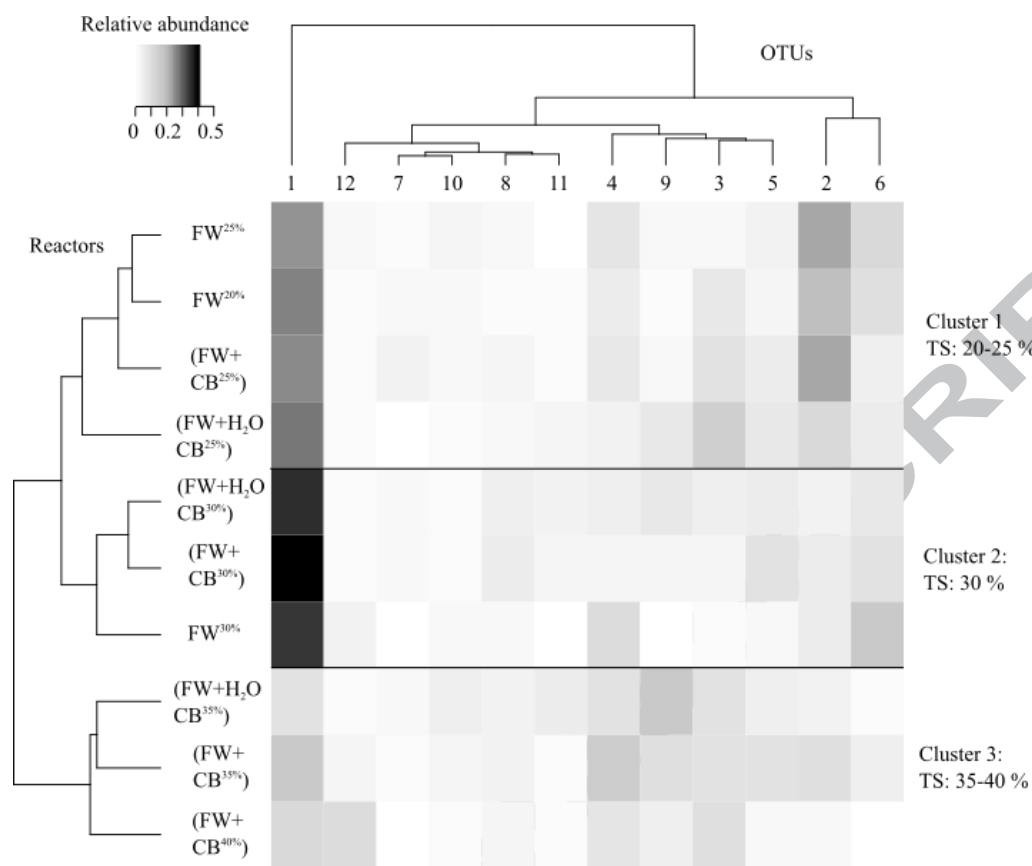 Relative abundance
OTUs
0 0.2 0.5
1 12 7 10 8 11 4 9 3 5 2 6
Reactors
FW25%
FW20%
(FW+
CB25%)
(FW+H2O
CB25%)
(FW+H2O
CB30%)
(FW+
CB30%)
FW30%
(FW+H2O
CB35%)
(FW+
CB35%)
(FW+
CB40%)
Cluster 1
TS: 20-25 %
Cluster 2:
TS: 30 %
Cluster 3:
TS: 35-40 %
CRIP